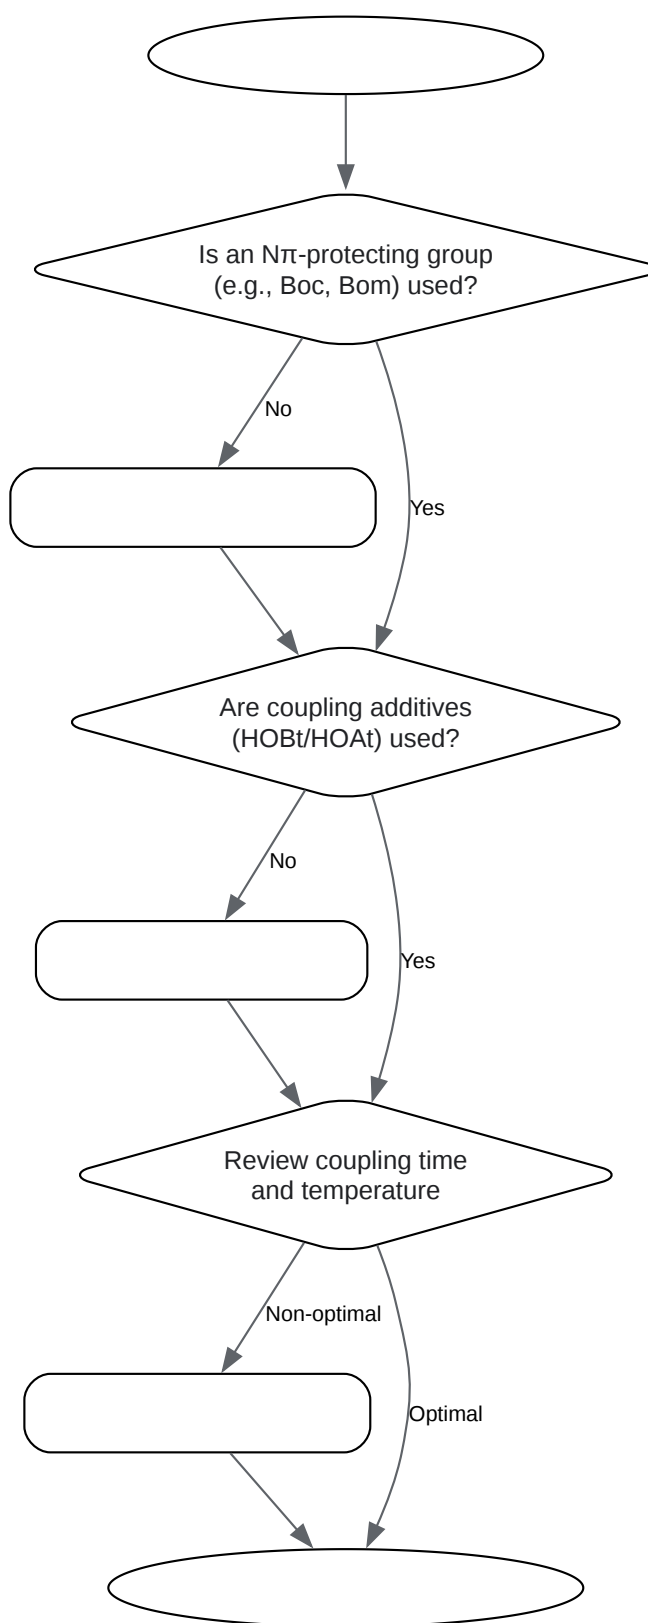 Is an Nπ-protecting group
(e.g., Boc, Bom) used?
No
Yes
Are coupling additives
(HOBt/HOAt) used?
No
Yes
Review coupling time
and temperature
Non-optimal
Optimal